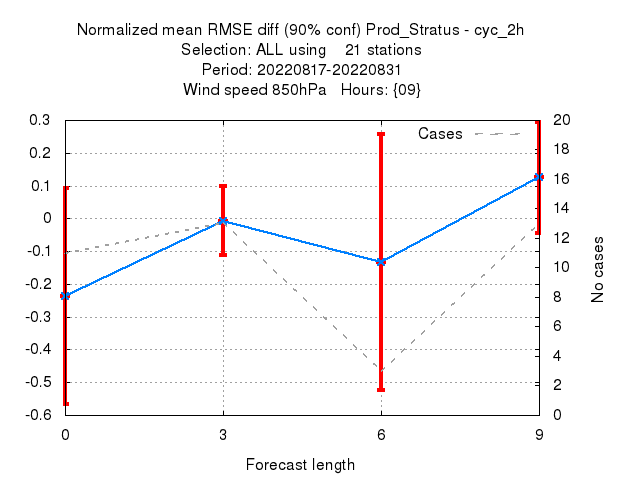 Normalized mean RMSE diff (90% conf) Prod_Stratus - cyc_2h
Selection: ALL using    21 stations
Period: 20220817-20220831
Wind speed 850hPa   Hours: {09}
Cases
0.3
0.2
0.1
0
-0.1
-0.2
-0.3
-0.4
-0.5
-0.6
20
18
16
14
12
10
8
6
4
2
0
No cases
0 3 6 9
Forecast length